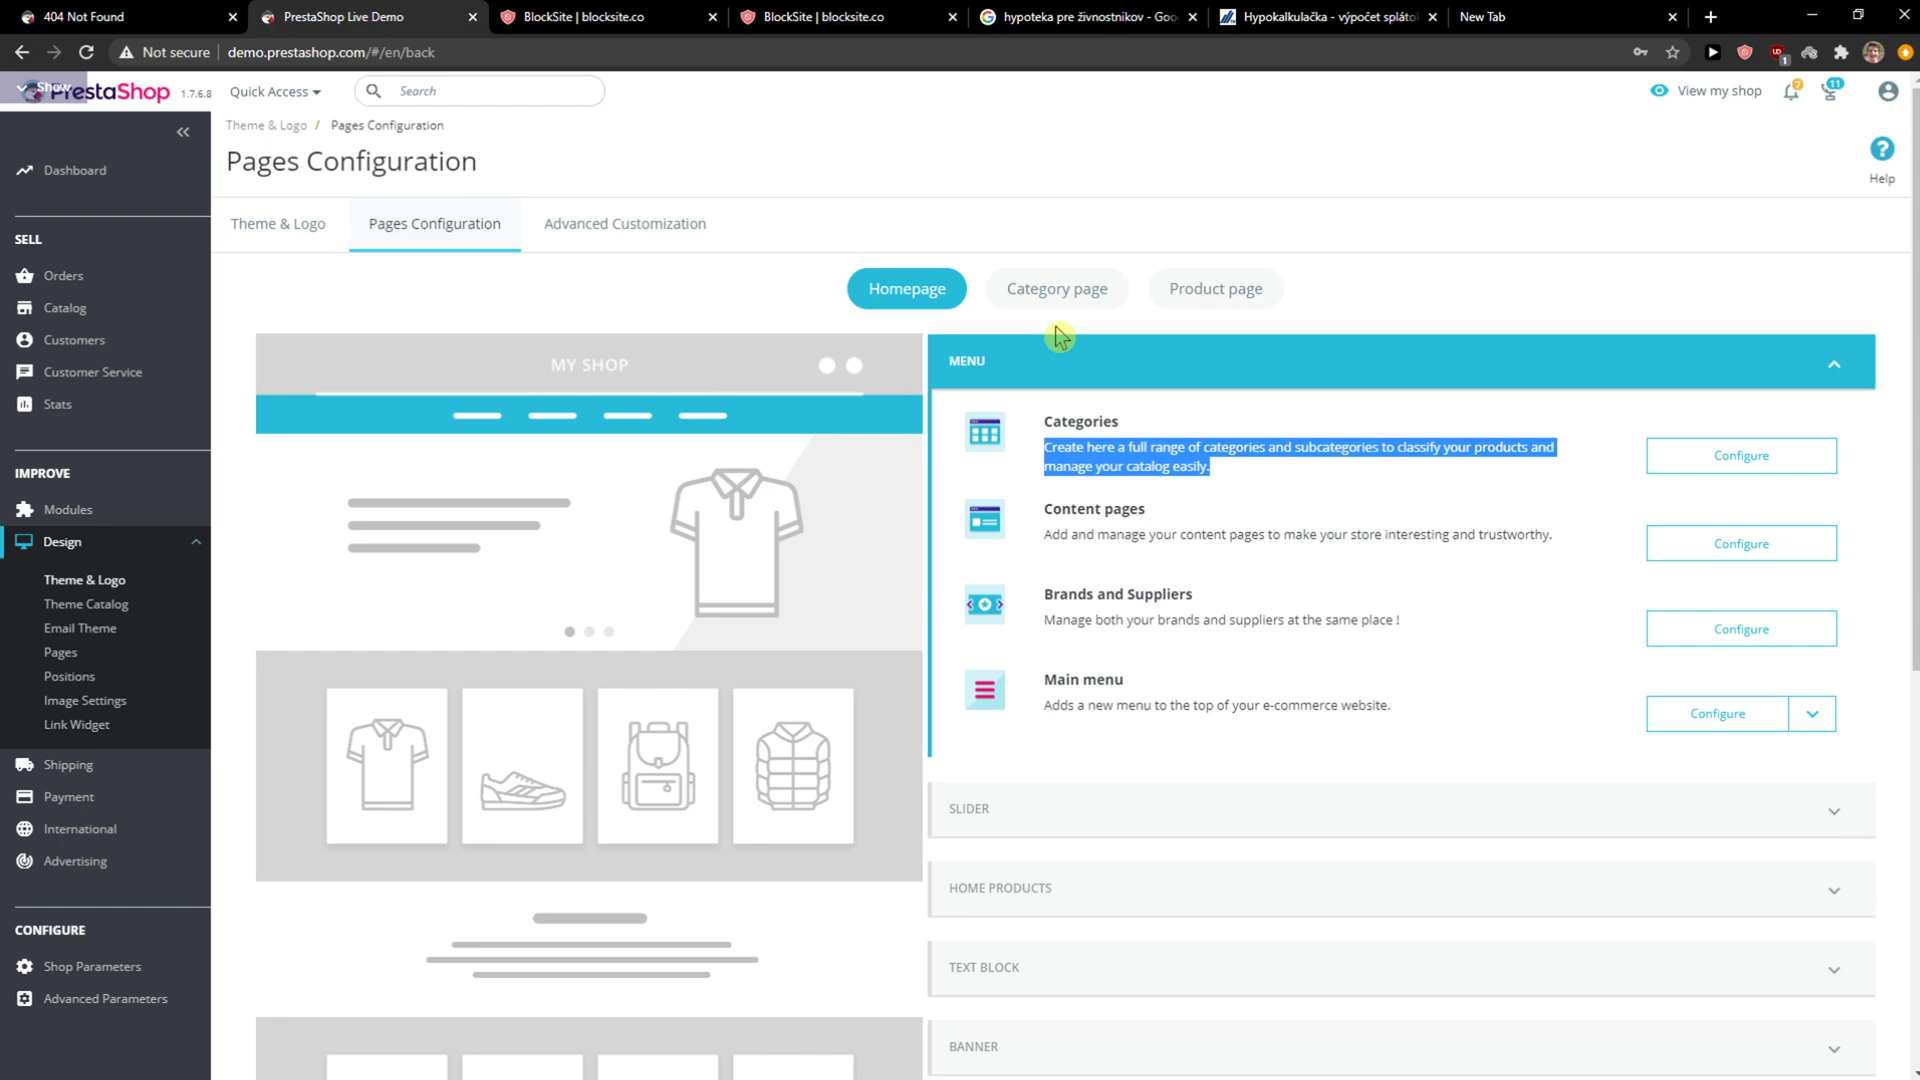 404 Not Found
PrestaShop Live Demo
BlockSite | blocksite.co
BlockSite | blocksite.co
hypoteka pre živnostnikov - Goo
Hypokalkulačka - výpočet spláto
New Tab
Not secure
demo.prestashop.com/#/en/back
1
Show
PrestaShop
1.7.6.8
Quick Access
Search
View my shop
7
11
Theme & Logo / Pages Configuration
Pages Configuration
Help
Theme & Logo
Pages Configuration
Advanced Customization
Homepage
Category page
Product page
Dashboard
SELL
Orders
Catalog
Customers
Customer Service
Stats
IMPROVE
Modules
Design
Theme & Logo
Theme Catalog
Email Theme
Pages
Positions
Image Settings
Link Widget
Shipping
Payment
International
Advertising
CONFIGURE
Shop Parameters
Advanced Parameters
MY SHOP
MENU
Categories
Create here a full range of categories and subcategories to classify your products and
manage your catalog easily.
Configure
Content pages
Add and manage your content pages to make your store interesting and trustworthy.
Configure
Brands and Suppliers
Manage both your brands and suppliers at the same place !
Configure
Main menu
Adds a new menu to the top of your e-commerce website.
Configure
SLIDER
HOME PRODUCTS
TEXT BLOCK
BANNER